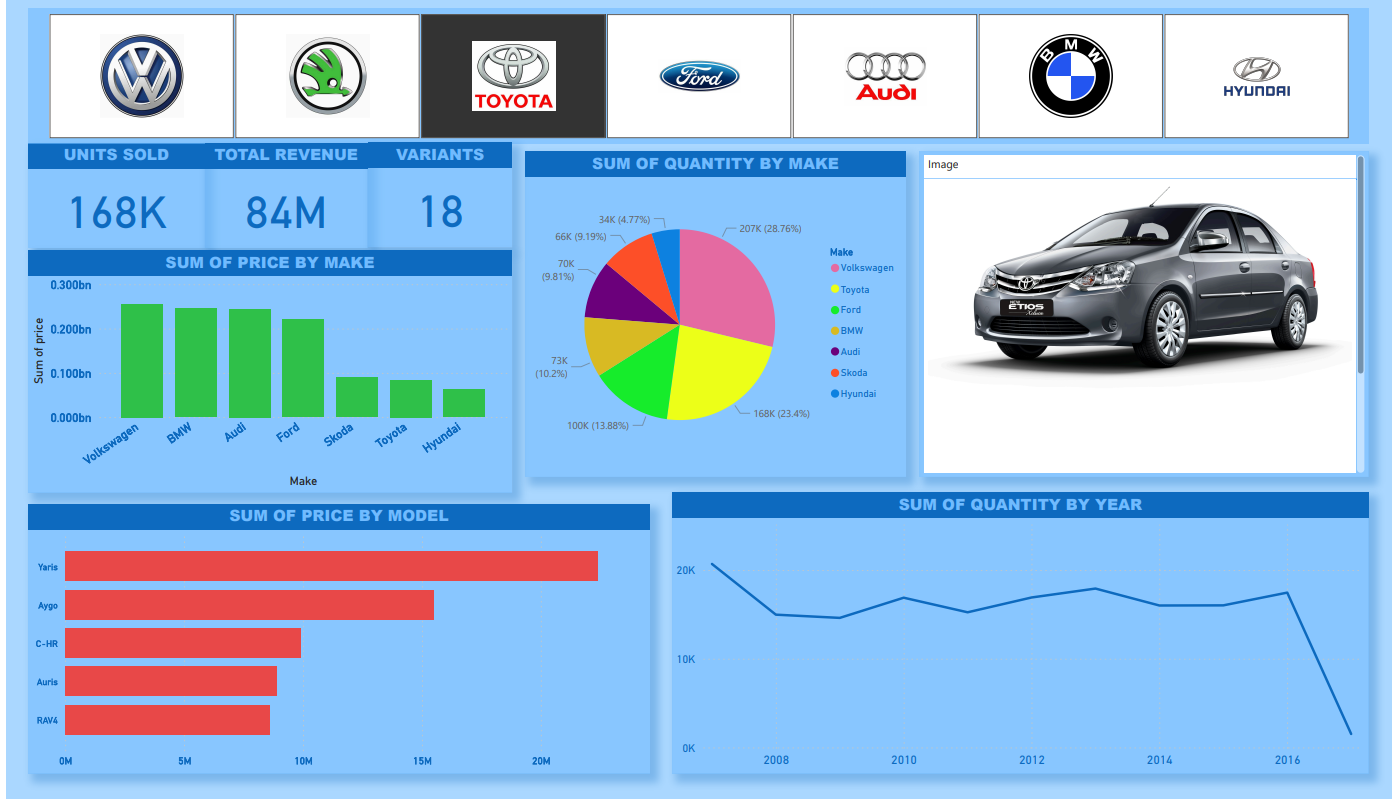 TOYOTA
Ford
Audi
BMW
HYUNDAI
UNITS SOLD
168K
TOTAL REVENUE
84M
VARIANTS
18
SUM OF PRICE BY MAKE
Sum of price
0.300bn
0.200bn
0.100bn
0.000bn
Volkswagen
BMW
Audi
Ford
Skoda
Toyota
Hyundai
Make
SUM OF QUANTITY BY MAKE
34K (4.77%)
66K (9.19%)
70K
(9.81%)
73K
(10.2%)
100K (13.88%)
168K (23.4%)
207K (28.76%)
Make
Volkswagen
Toyota
Ford
BMW
Audi
Skoda
Hyundai
Image
NEW
ETIOS
Xclusive
SUM OF PRICE BY MODEL
Yaris
Aygo
C-HR
Auris
RAV4
0M
5M
10M
15M
20M
SUM OF QUANTITY BY YEAR
20K
10K
0K
2008
2010
2012
2014
2016